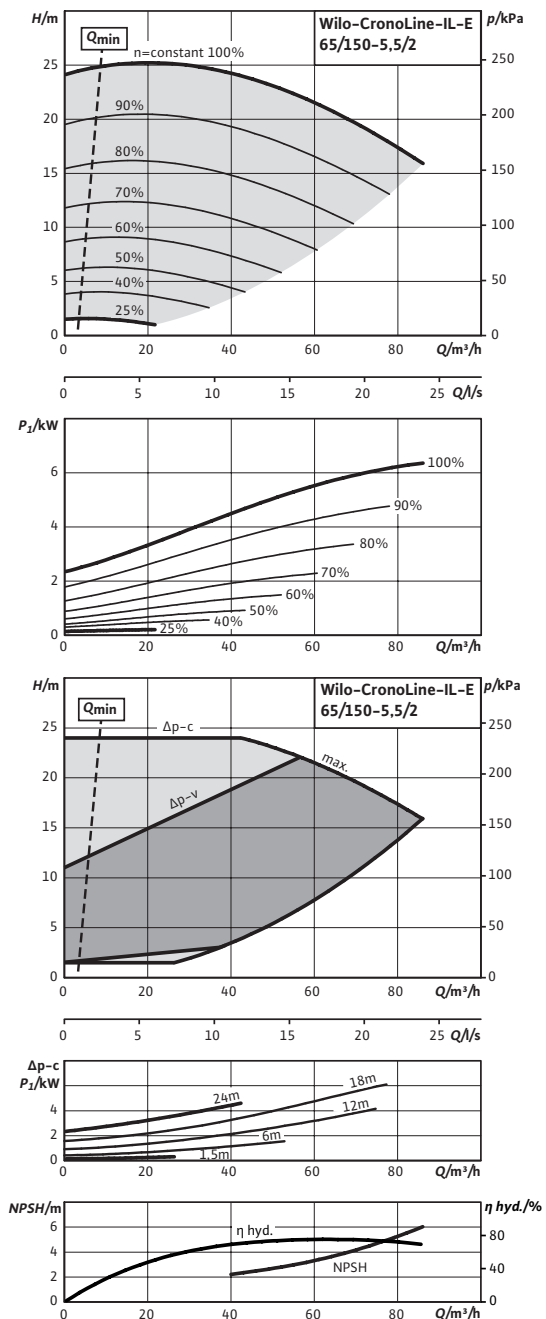 H/m
Qmin
n=constant 100%
Wilo-CronoLine-IL-E
65/150-5,5/2
p/kPa
25
20
15
10
5
0
250
200
150
100
50
0
90%
80%
70%
60%
50%
40%
25%
0 20 40 60 80 Q/m³/h
0 5 10 15 20 25 Q/l/s
P1/kW
6
4
2
0
100%
90%
80%
70%
60%
50%
40%
25%
0 20 40 60 80 Q/m³/h
H/m
Qmin
Δp-c
Wilo-CronoLine-IL-E
65/150-5,5/2
p/kPa
25
20
15
10
5
0
250
200
150
100
50
0
max.
Δp-v
0 20 40 60 80 Q/m³/h
0 5 10 15 20 25 Q/l/s
Δp-c
P1/kW
4
2
0
24m
18m
12m
6m
1,5m
0 20 40 60 80 Q/m³/h
NPSH/m
η hyd./%
6
4
2
0
η hyd.
NPSH
80
40
0
0 20 40 60 80 Q/m³/h